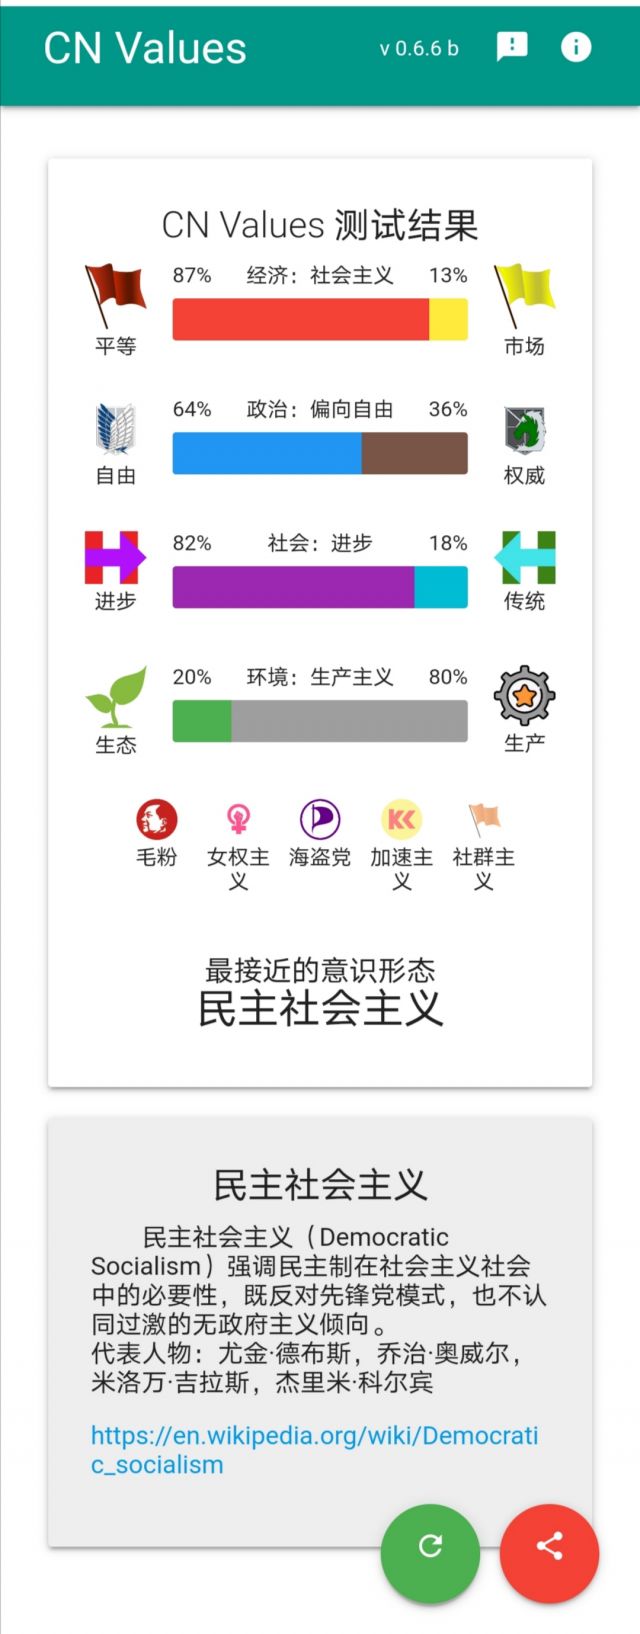 CN Values
v 0.6.6 b
CN Values 测试结果
87% 经济：社会主义 13%
平等 市场
64% 政治：偏向自由 36%
自由 权威
82% 社会：进步 18%
进步 传统
20% 环境：生产主义 80%
生态 生产
毛粉 女权主义 海盗党 加速主义 社群主义
最接近的意识形态
民主社会主义
民主社会主义
民主社会主义（Democratic
Socialism）强调民主制在社会主义社会
中的必要性，既反对先锋党模式，也不认
同过激的无政府主义倾向。
代表人物：尤金·德布斯，乔治·奥威尔，
米洛万·吉拉斯，杰里米·科尔宾
https://en.wikipedia.org/wiki/Democrati
c_socialism